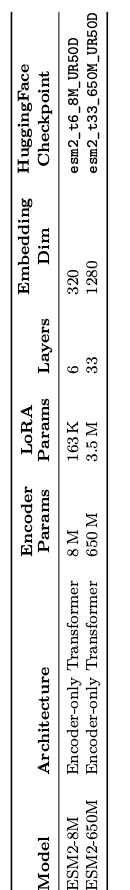 Model Architecture Encoder Params LoRA Params Layers Embedding Dim HuggingFace Checkpoint
ESM2-8M Encoder-only Transformer 8 M 163 K 6 320 esm2_t6_8M_UR50D
ESM2-650M Encoder-only Transformer 650 M 3.5 M 33 1280 esm2_t33_650M_UR50D